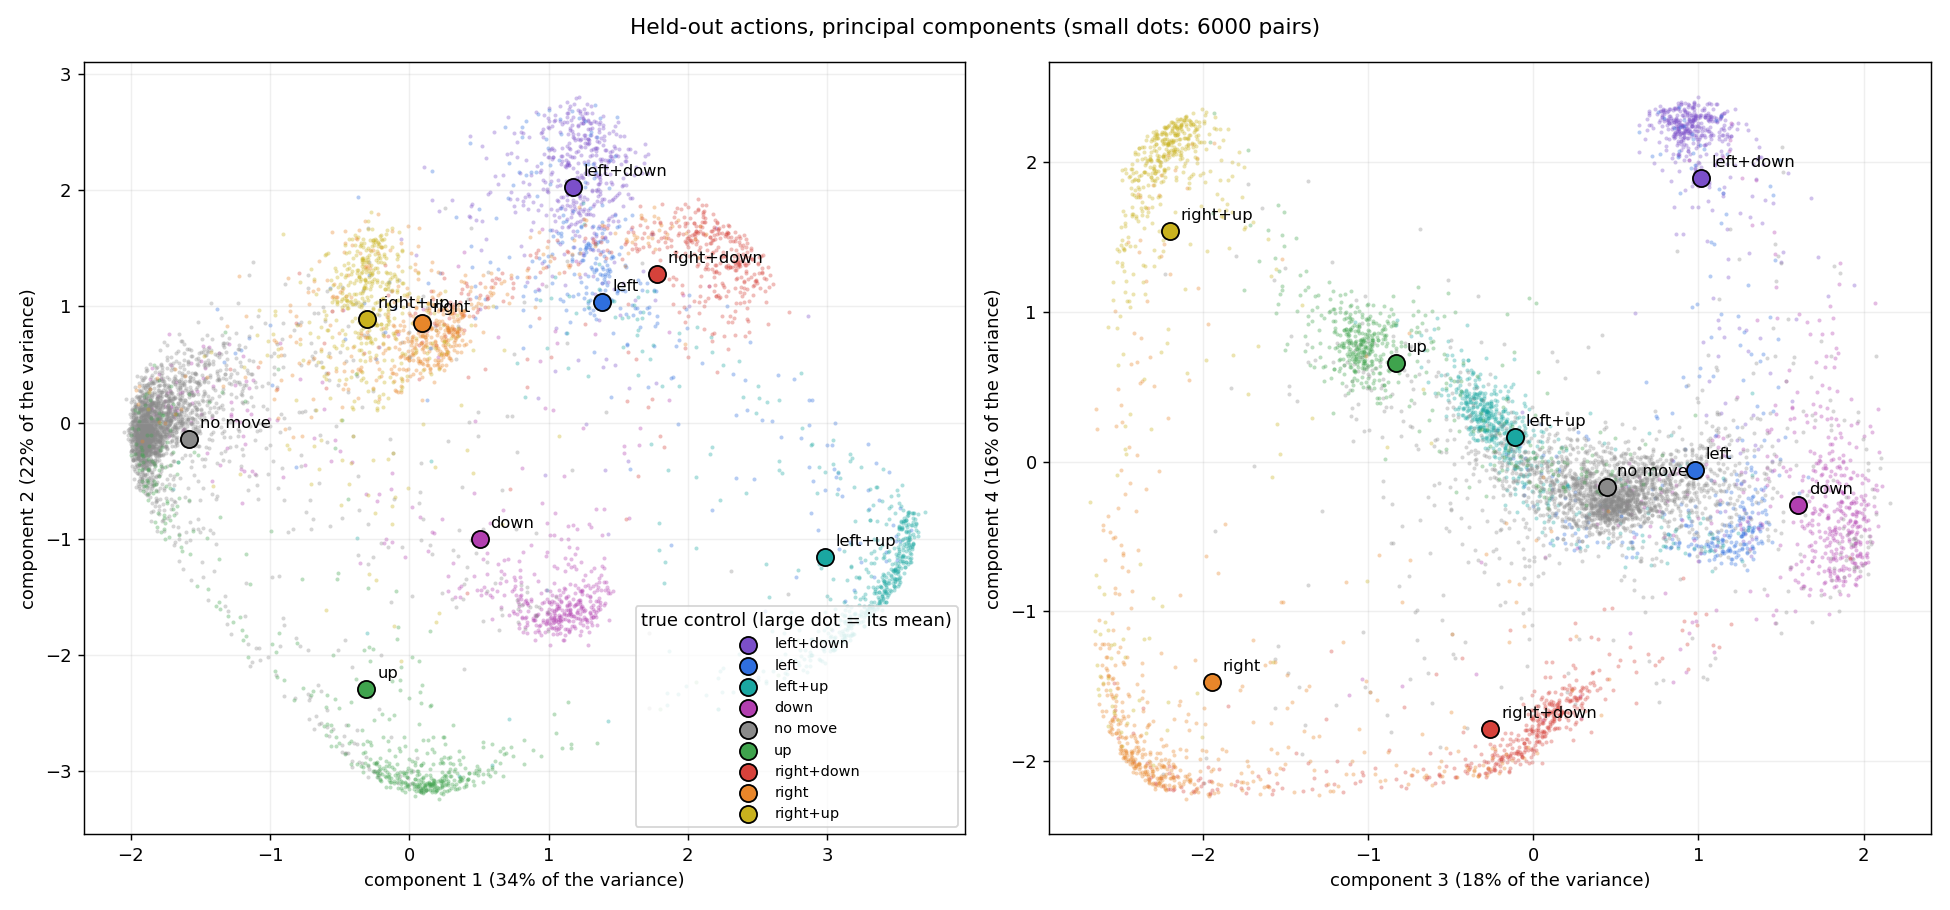 Held-out actions, principal components (small dots: 6000 pairs)
3
2
1
0
−1
−2
−3
component 2 (22% of the variance)
left+down
right+down
left
right+up
right
no move
down
left+up
up
true control (large dot = its mean)
left+down
left
left+up
down
no move
up
right+down
right
right+up
−2
−1
0
1
2
3
component 1 (34% of the variance)
2
1
0
−1
−2
component 4 (16% of the variance)
left+down
right+up
up
left+up
left
no move
down
right
right+down
−2
−1
0
1
2
component 3 (18% of the variance)